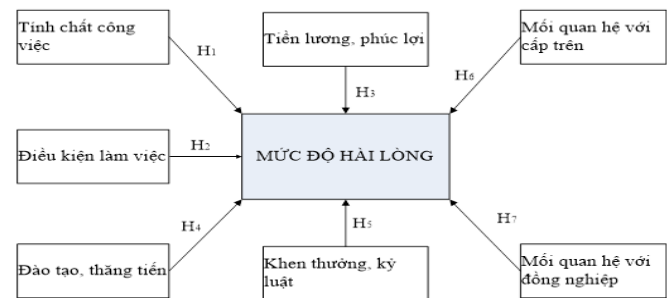 Tính chất công
việc
Tiền lương, phúc lợi
Mối quan hệ với
cấp trên
H1
H3
H6
Điều kiện làm việc
H2
MỨC ĐỘ HÀI LÒNG
H4
H5
H7
Đào tạo, thăng tiến
Khen thưởng, kỷ
luật
Mối quan hệ với
đồng nghiệp